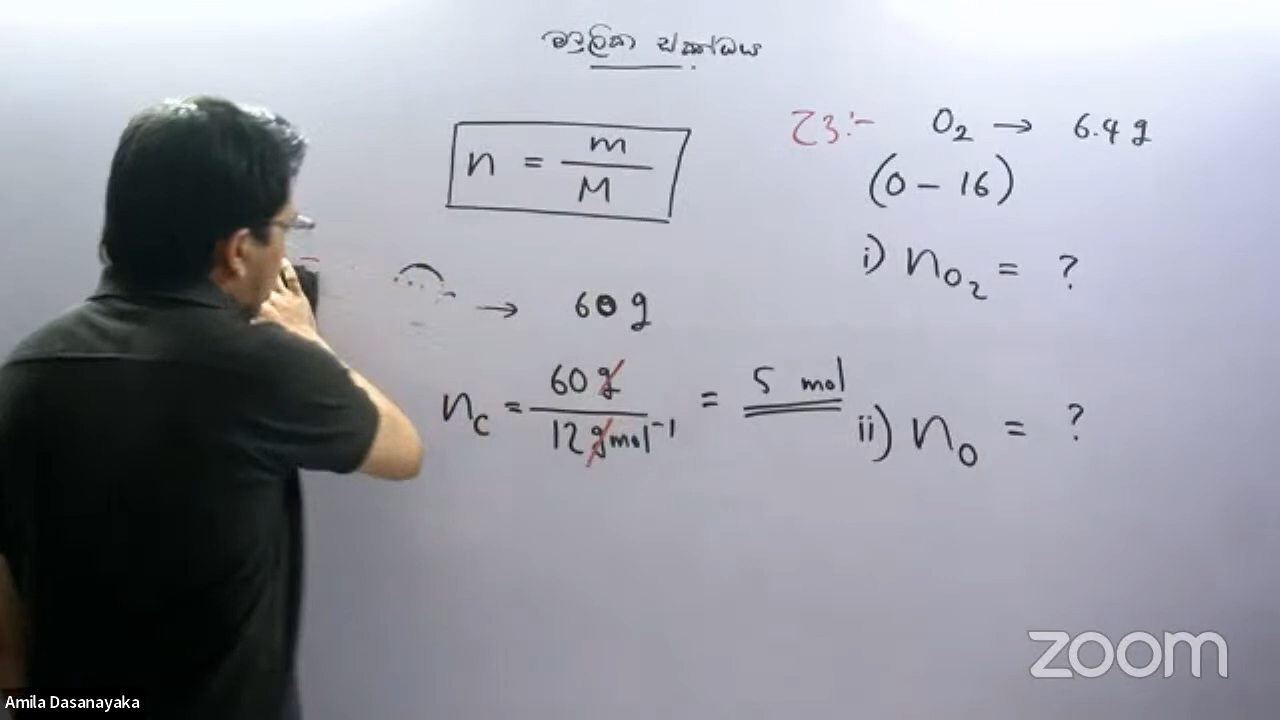 මවුලික ස්කන්ධය
n = m / M
→ 60 g
n_C = 60 g / 12 g mol⁻¹ = 5 mol
23:- O₂ → 6.4 g
(O – 16)
i) n_O₂ = ?
ii) n_O = ?
zoom
Amila Dasanayaka